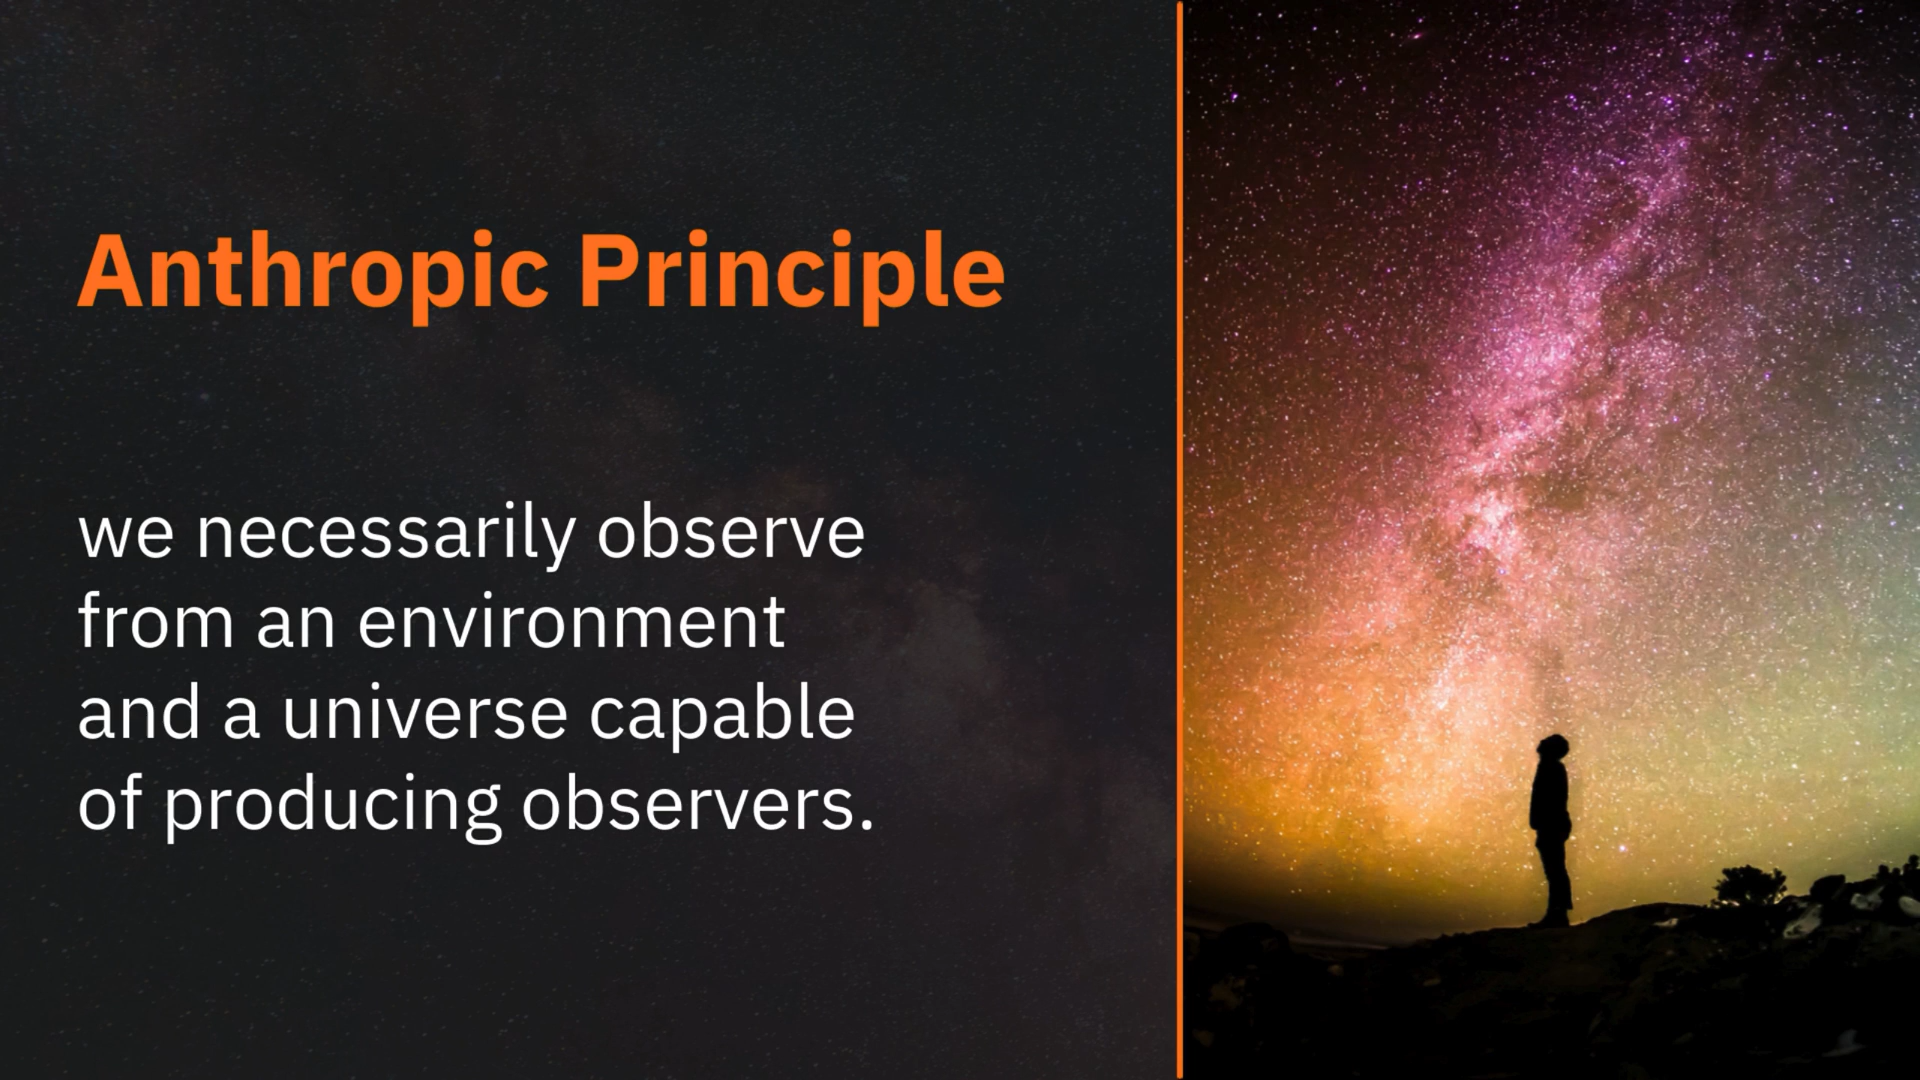 Anthropic Principle
we necessarily observe
from an environment
and a universe capable
of producing observers.